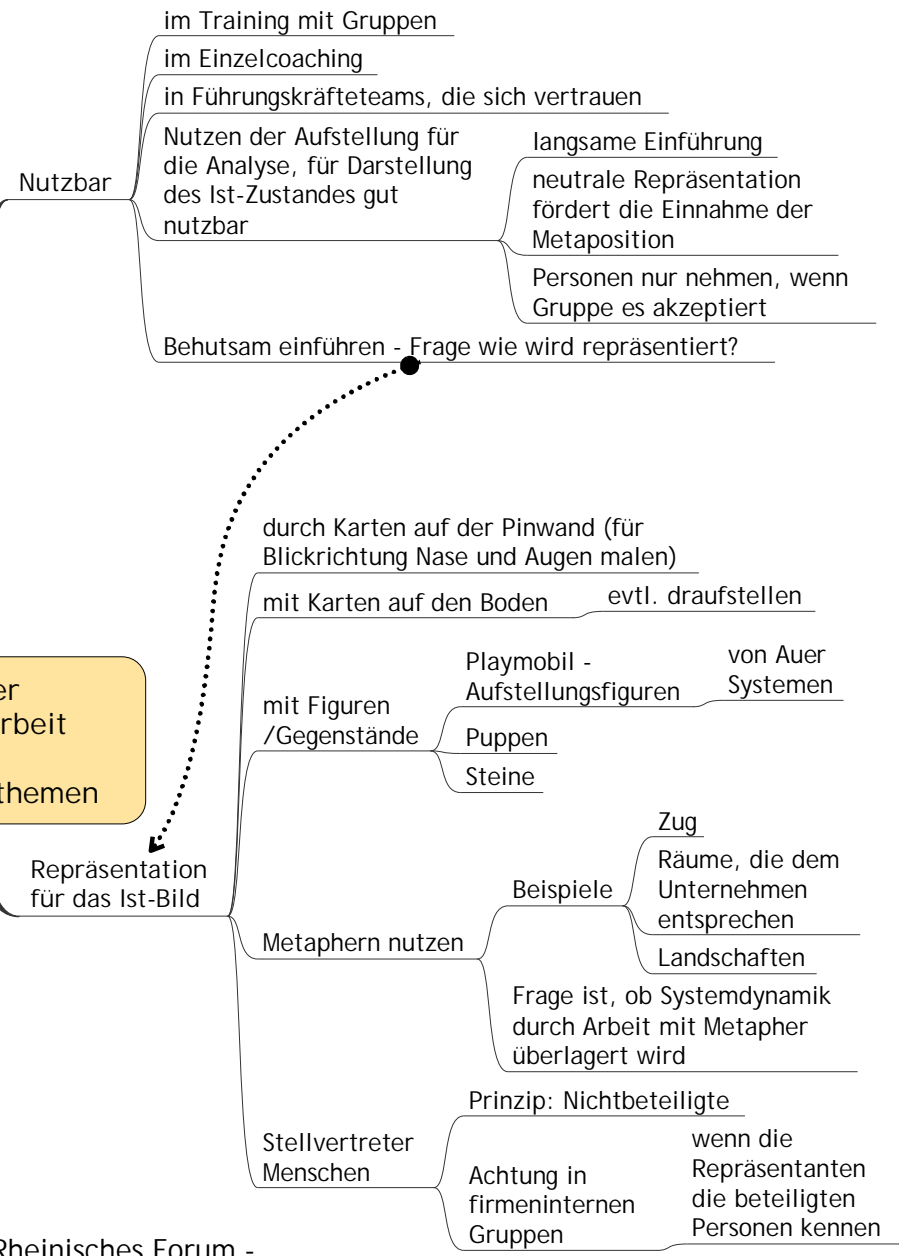 im Training mit Gruppen
im Einzelcoaching
in Führungskräfteteams, die sich vertrauen
Nutzbar
Nutzen der Aufstellung für
die Analyse, für Darstellung
des Ist-Zustandes gut
nutzbar
langsame Einführung
neutrale Repräsentation
fördert die Einnahme der
Metaposition
Personen nur nehmen, wenn
Gruppe es akzeptiert
Behutsam einführen - Frage wie wird repräsentiert?
durch Karten auf der Pinwand (für
Blickrichtung Nase und Augen malen)
mit Karten auf den Boden
evtl. draufstellen
er
rbeit
themen
mit Figuren
/Gegenstände
Playmobil -
Aufstellungsfiguren
von Auer
Systemen
Puppen
Steine
Repräsentation
für das Ist-Bild
Metaphern nutzen
Beispiele
Zug
Räume, die dem
Unternehmen
entsprechen
Landschaften
Frage ist, ob Systemdynamik
durch Arbeit mit Metapher
überlagert wird
Stellvertreter
Menschen
Prinzip: Nichtbeteiligte
Achtung in
firmeninternen
Gruppen
wenn die
Repräsentanten
die beteiligten
Personen kennen
Rheinisches Forum -